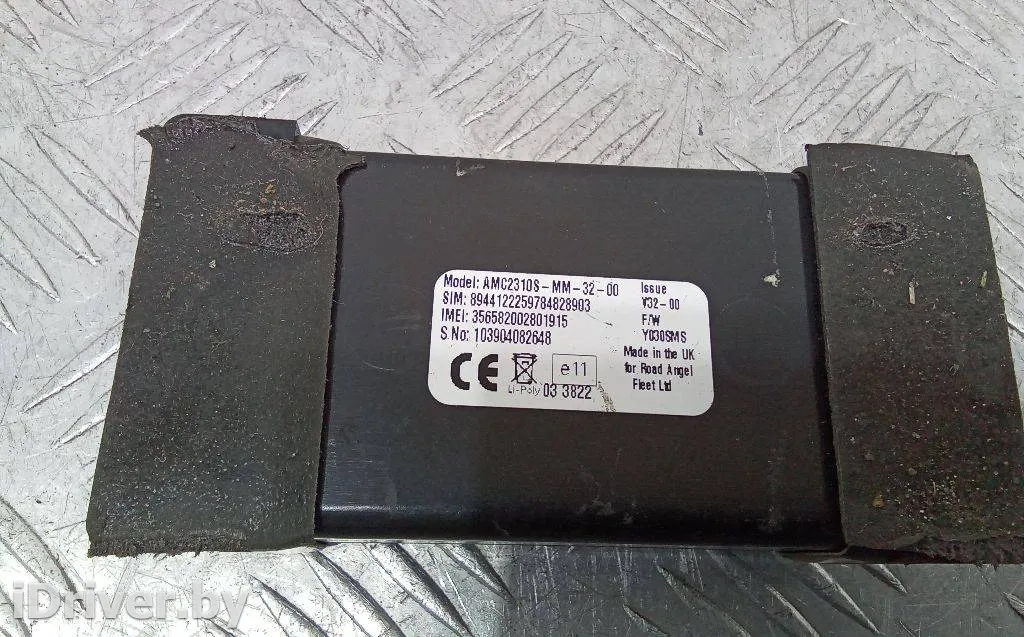 Model: AMC2310S-MM-32-00
SIM: 8944122259784828903
IMEI: 356582002801915
S.No: 103904082648
Issue
V32-00
F/W
Y030SMS
CE
Li-Poly
e11
03 3822
Made in the UK
for Road Angel
Fleet Ltd
iDriver.by